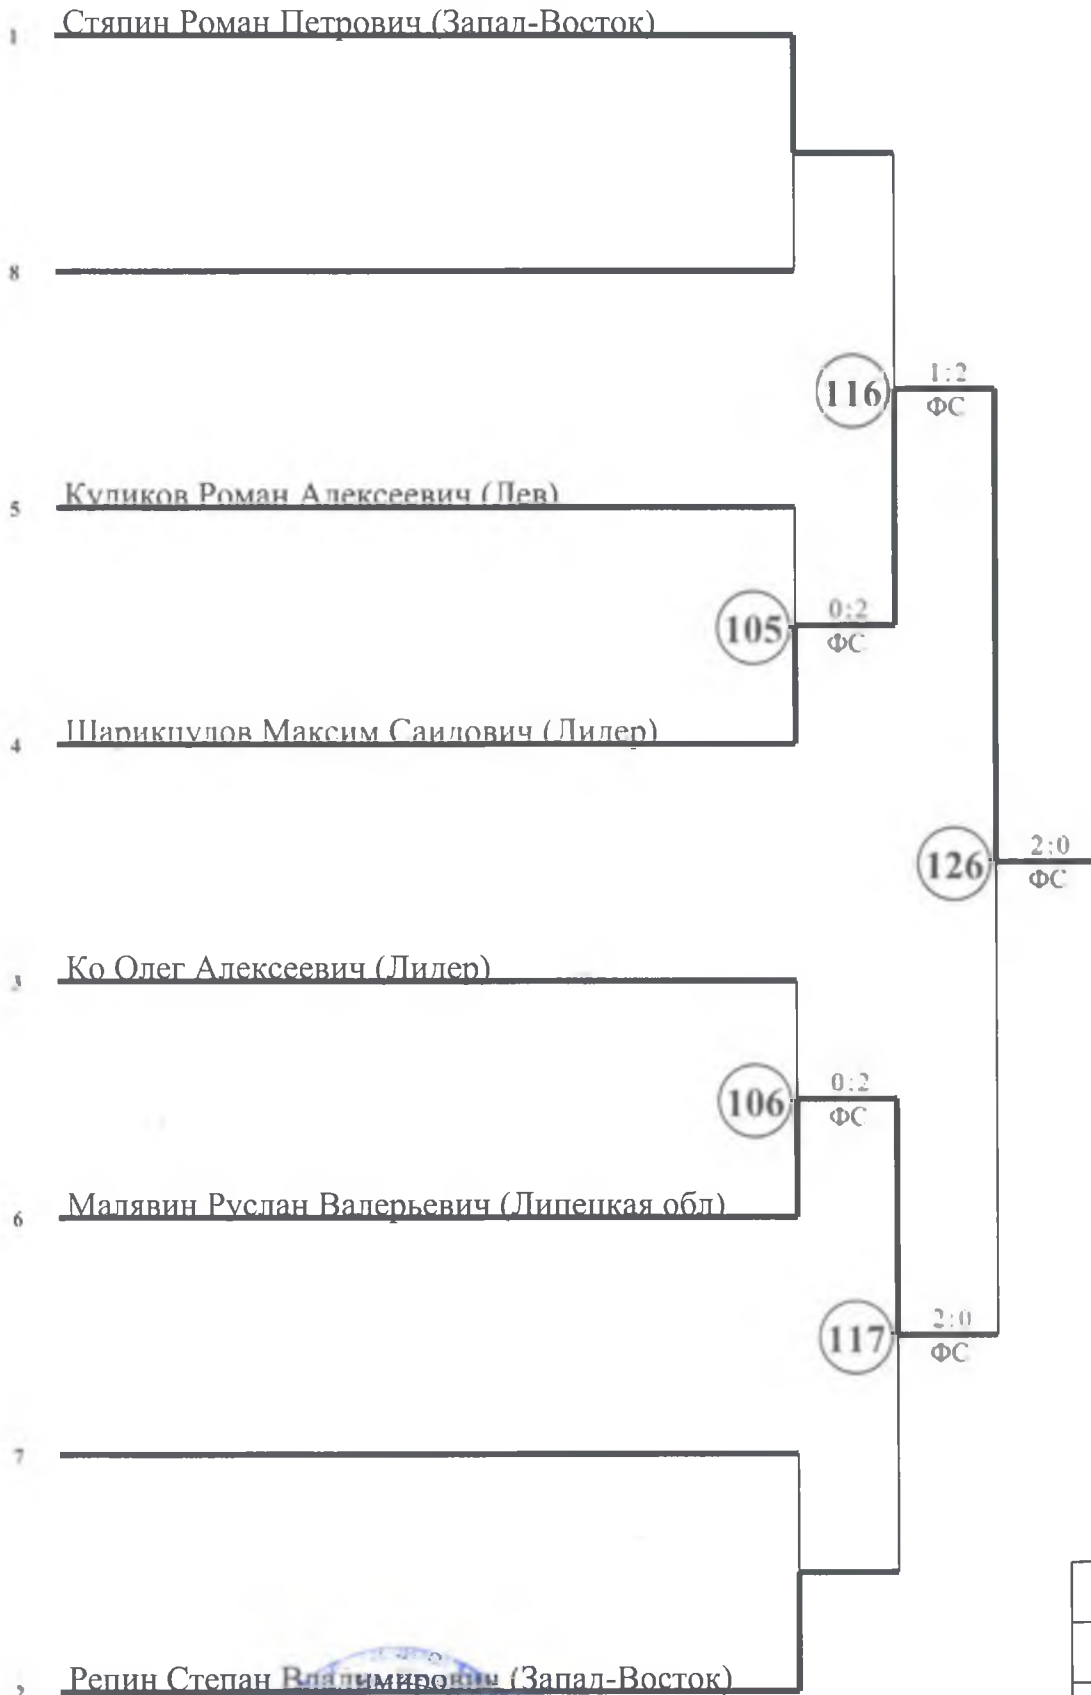 1 Стяпин Роман Петрович (Запад-Восток)
8
116 1:2
ФС
5 Куликов Роман Алексеевич (Лев)
105 0:2
ФС
4 Шарикпулов Максим Саидович (Лидер)
126 2:0
ФС
3 Ко Олег Алексеевич (Лидер)
106 0:2
ФС
6 Малявин Руслан Валерьевич (Липецкая обл)
117 2:0
ФС
7
2 Репин Степан Владимирович (Запад-Восток)